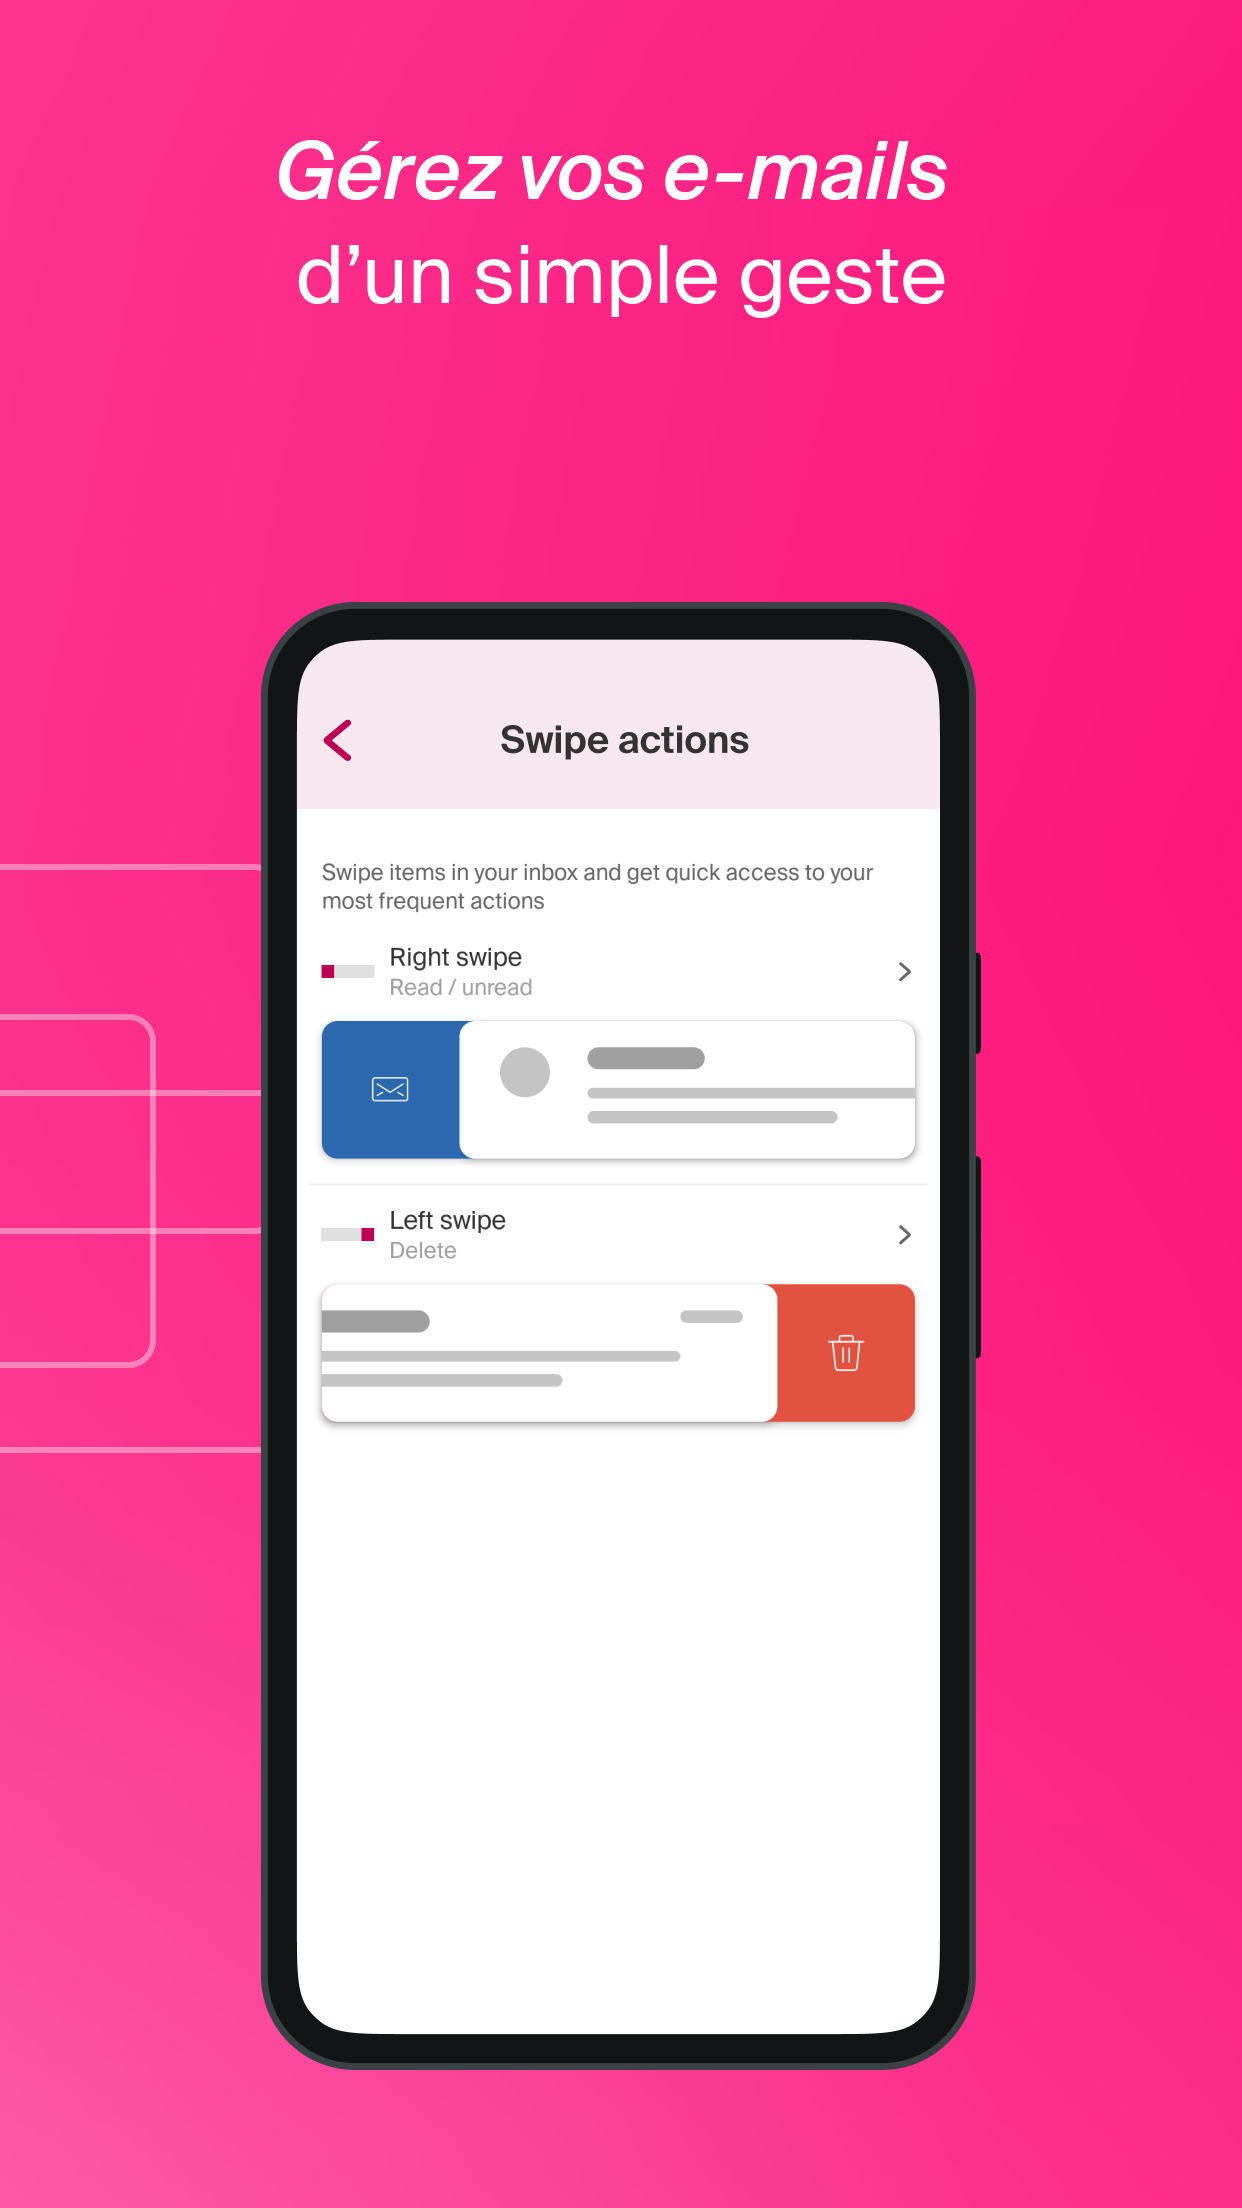 Gérez vos e-mails
d’un simple geste
Swipe actions
Swipe items in your inbox and get quick access to your
most frequent actions
Right swipe
Read / unread
Left swipe
Delete